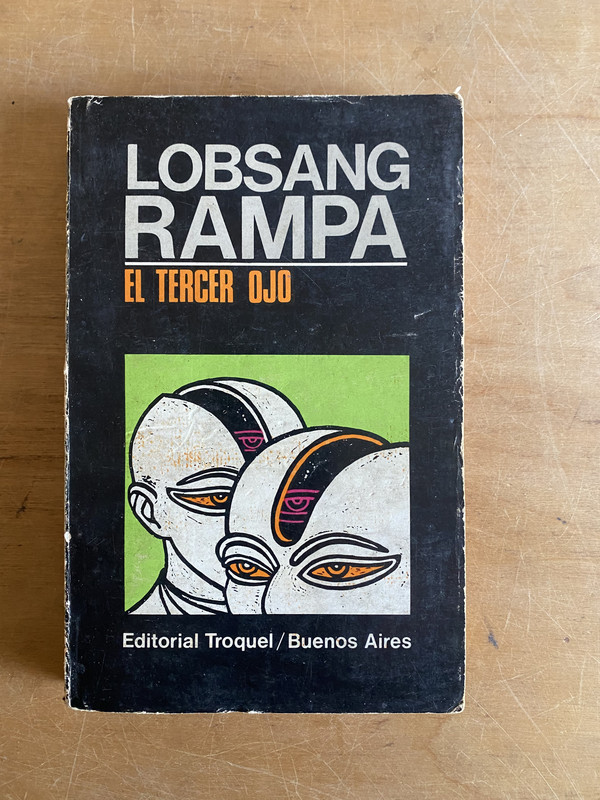 LOBSANG
RAMPA
EL TERCER OJO
Editorial Troquel/Buenos Aires